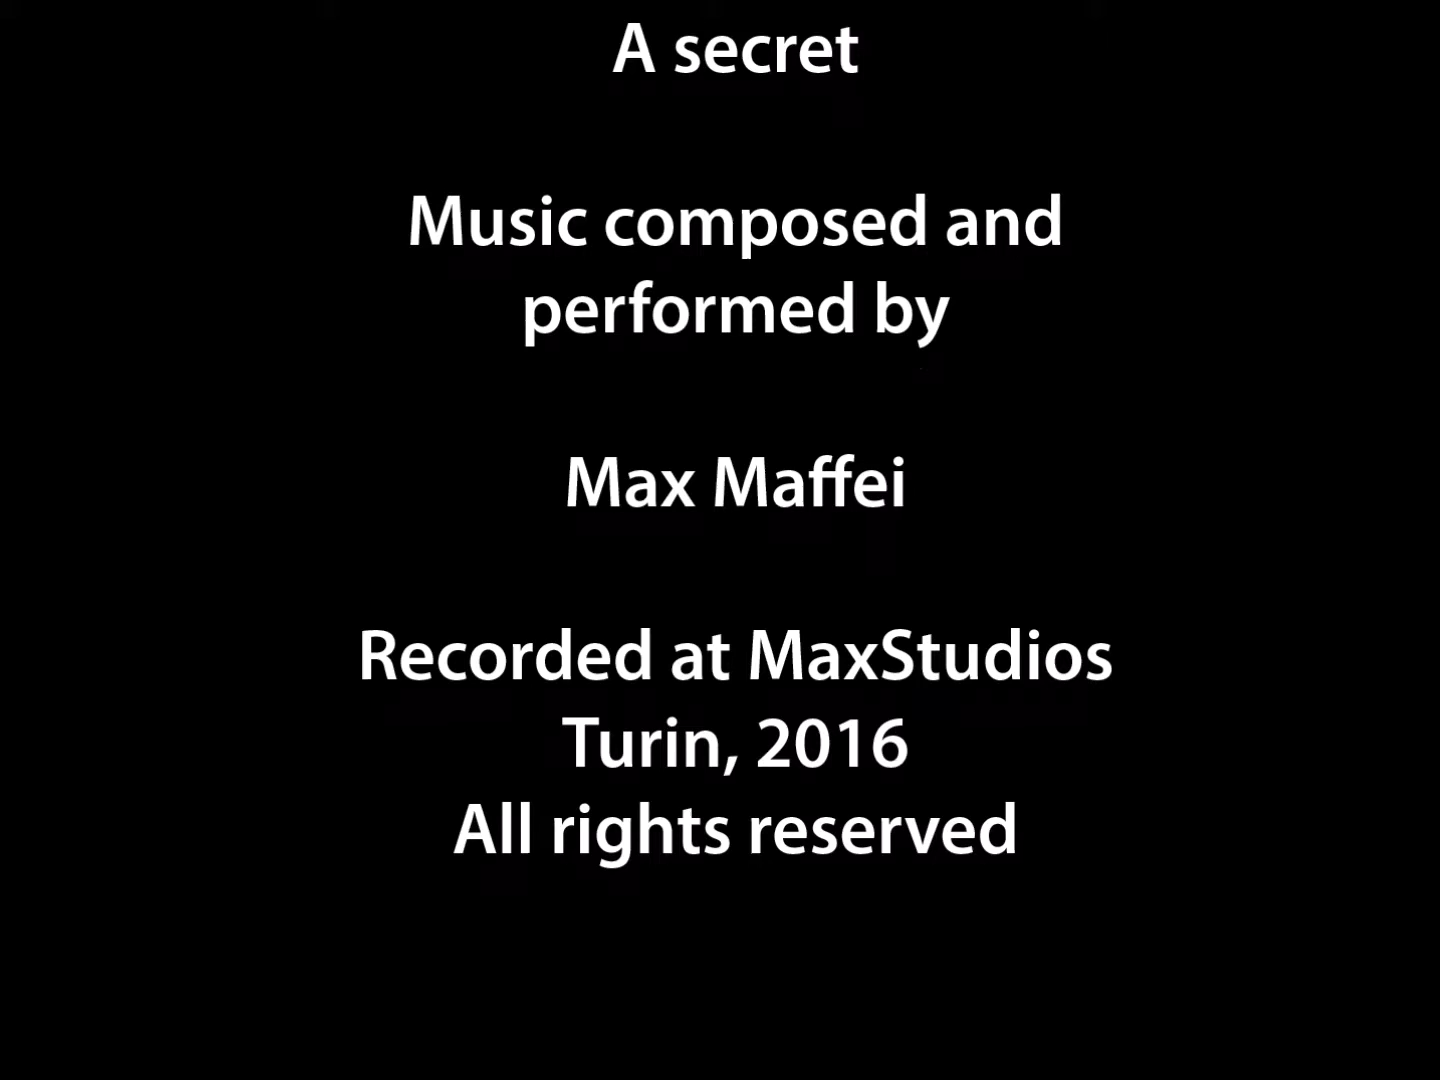 A secret
Music composed and
performed by
Max Maffei
Recorded at MaxStudios
Turin, 2016
All rights reserved